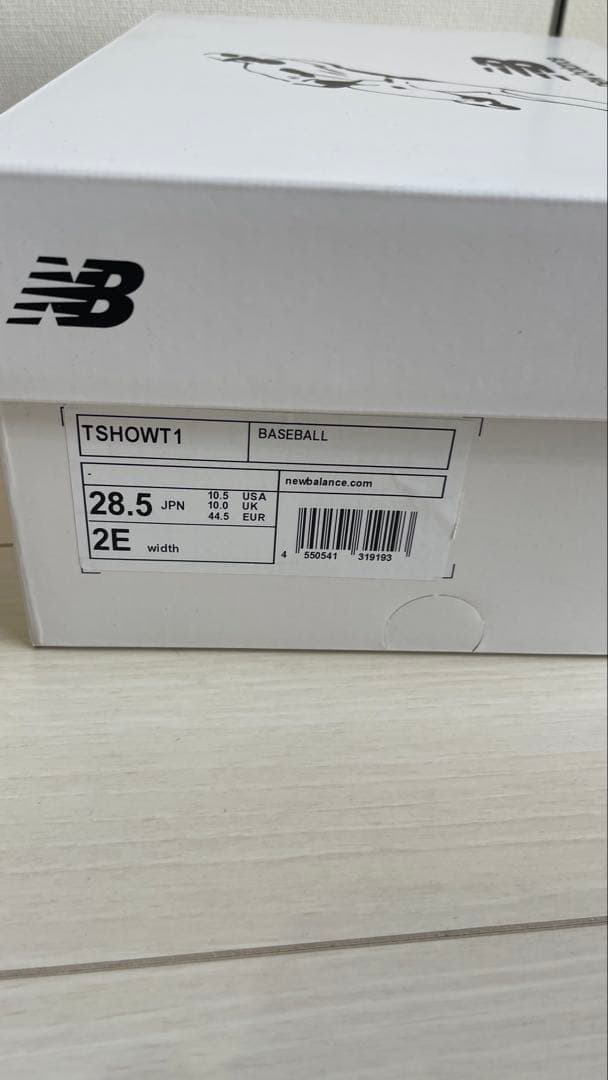 NB
TSHOWT1
BASEBALL
-
newbalance.com
28.5 JPN
10.5 USA
10.0 UK
44.5 EUR
2E width
4 550541 319193